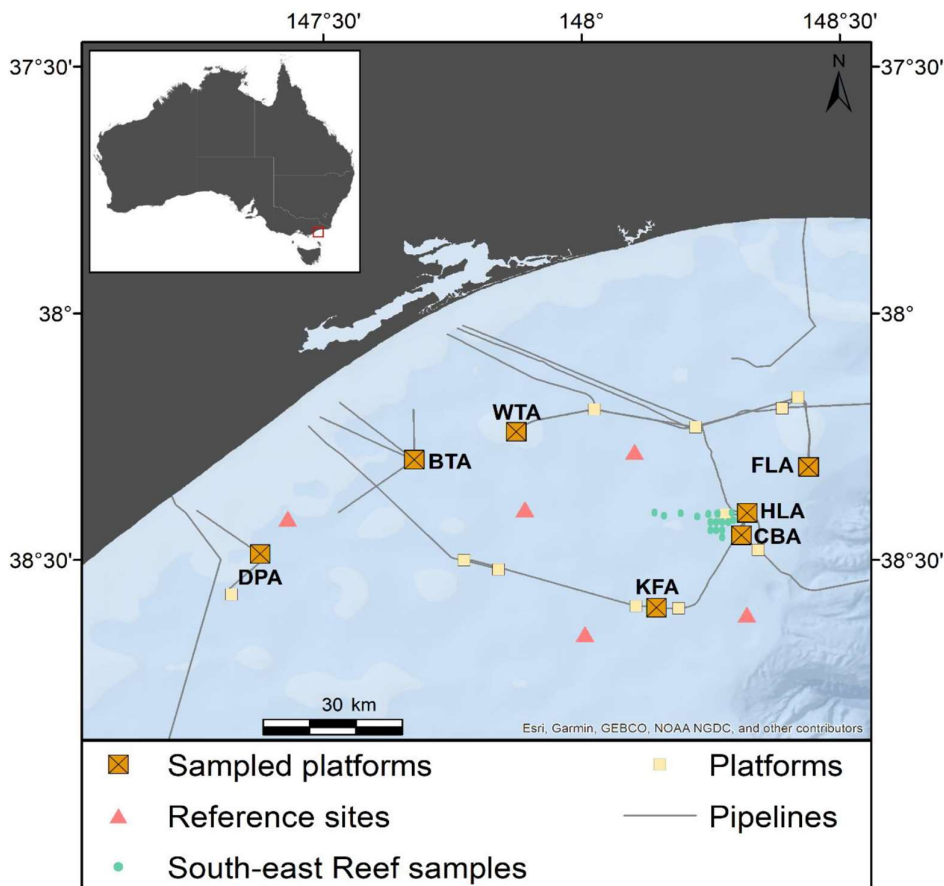 147°30' 148° 148°30'
37°30' 37°30'
N
38° 38°
WTA
BTA
FLA
HLA
CBA
38°30' 38°30'
DPA
KFA
30 km
Esri, Garmin, GEBCO, NOAA NGDC, and other contributors
Sampled platforms Platforms
Reference sites Pipelines
South-east Reef samples